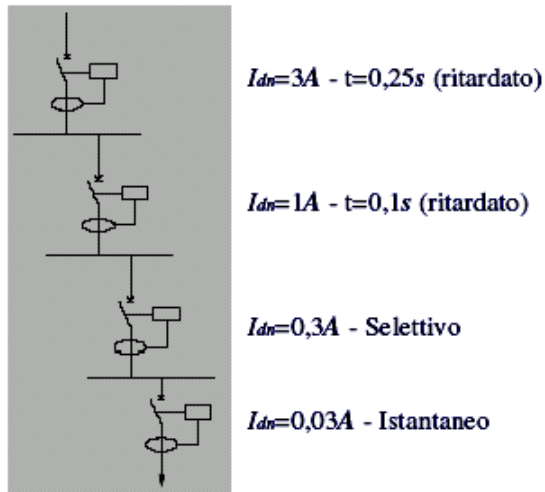 Idn=3A - t=0,25s (ritardato)
Idn=1A - t=0,1s (ritardato)
Idn=0,3A - Selettivo
Idn=0,03A - Istantaneo